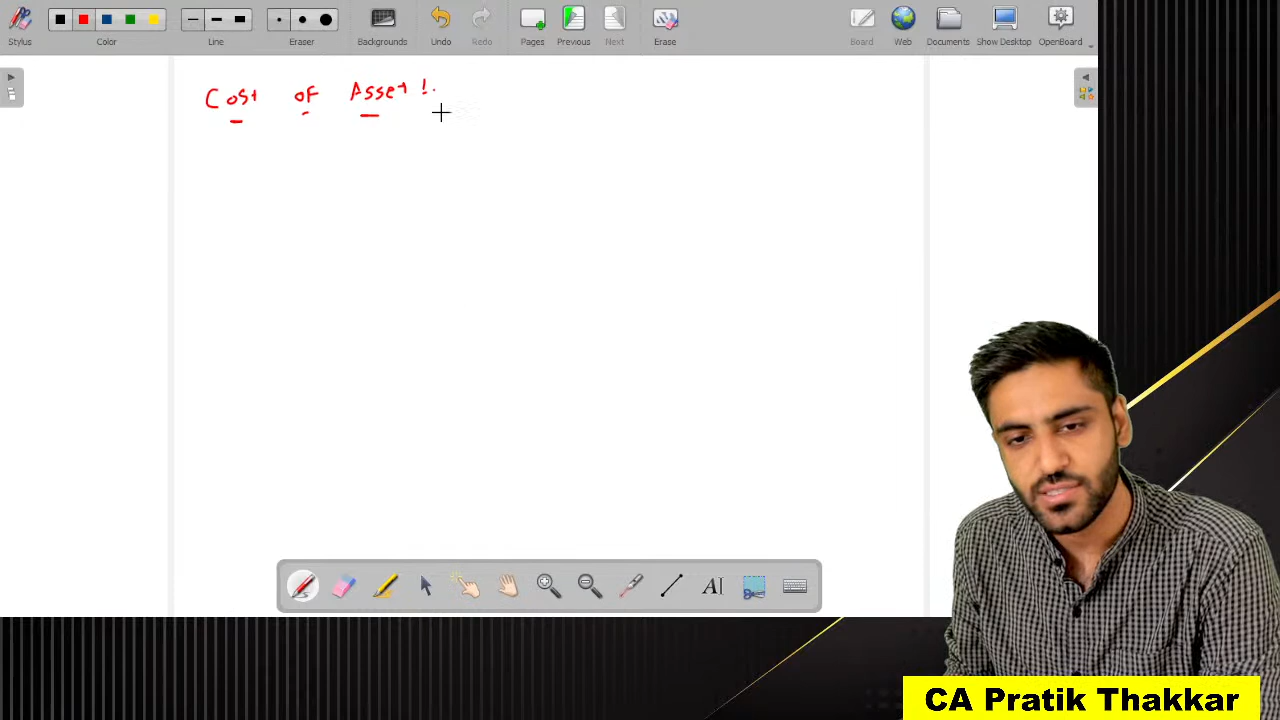 Stylus
Color
Line
Eraser
Backgrounds
Undo
Redo
Pages
Previous
Next
Erase
Board
Web
Documents
Show Desktop
OpenBoard
Cost of Asset !.
AI
CA Pratik Thakkar